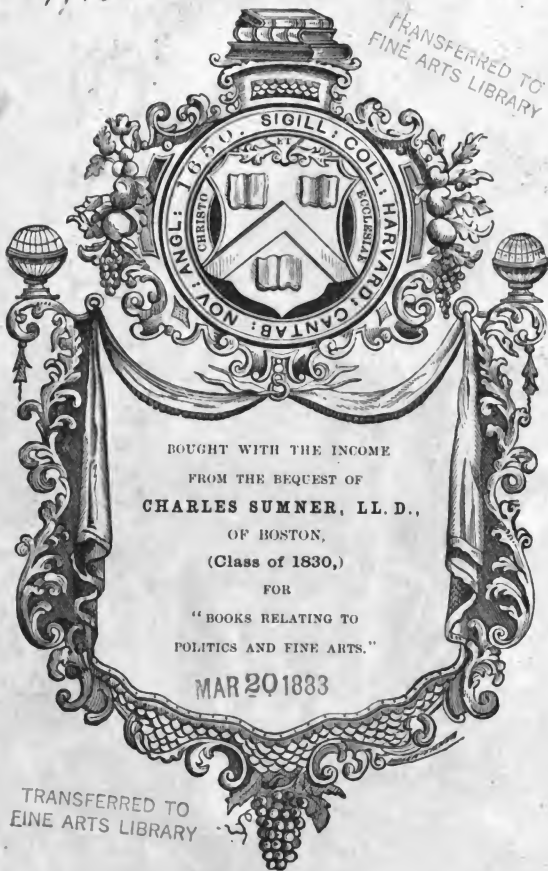 TRANSFERRED TO
FINE ARTS LIBRARY
SIGILL: COLL: HARVARD: CANTAB: NOV: ANGL: 1650.
CHRISTO
ET
ECCLESIAE
BOUGHT WITH THE INCOME
FROM THE BEQUEST OF
CHARLES SUMNER, LL. D.,
OF BOSTON,
(Class of 1830,)
FOR
"BOOKS RELATING TO
POLITICS AND FINE ARTS."
MAR 20 1883
TRANSFERRED TO
FINE ARTS LIBRARY